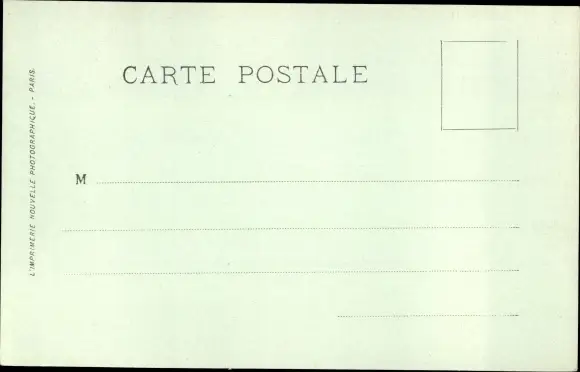 CARTE POSTALE
M
L'IMPRIMERIE NOUVELLE PHOTOGRAPHIQUE. - PARIS.